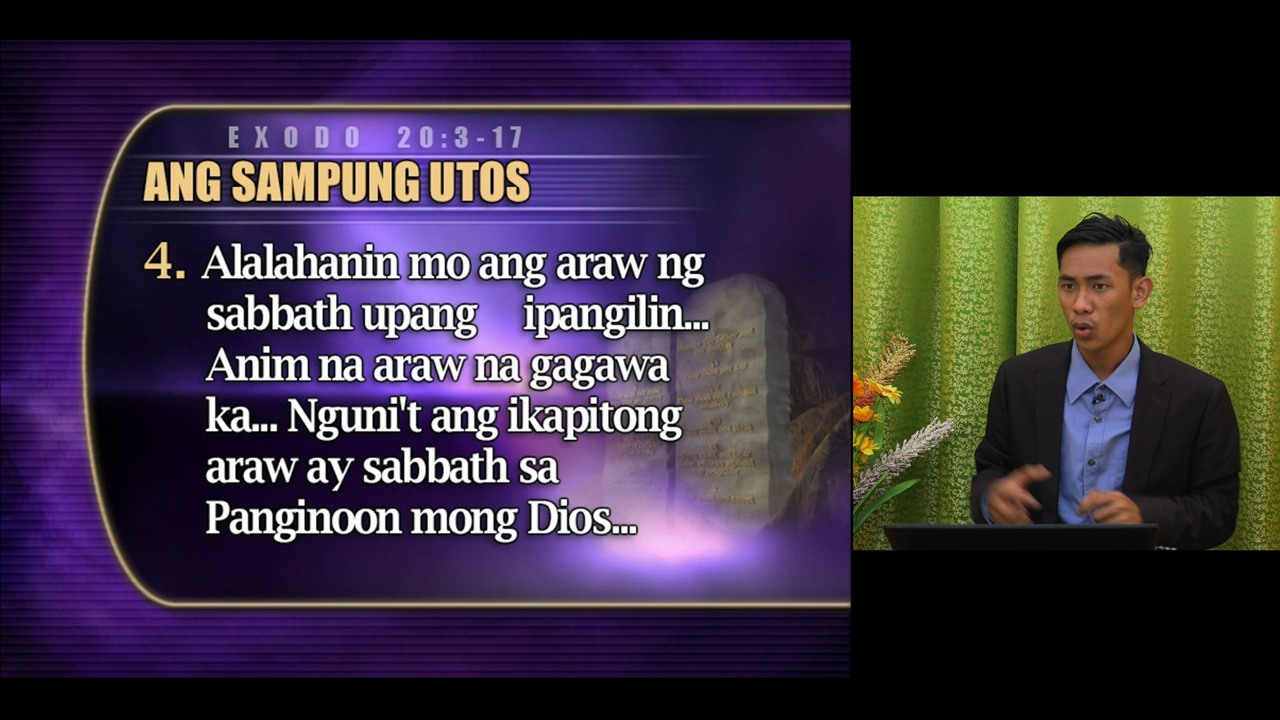 EXODO 20:3-17
ANG SAMPUNG UTOS
4. Alalahanin mo ang araw ng
sabbath upang ipangilin...
Anim na araw na gagawa
ka... Nguni't ang ikapitong
araw ay sabbath sa
Panginoon mong Dios...